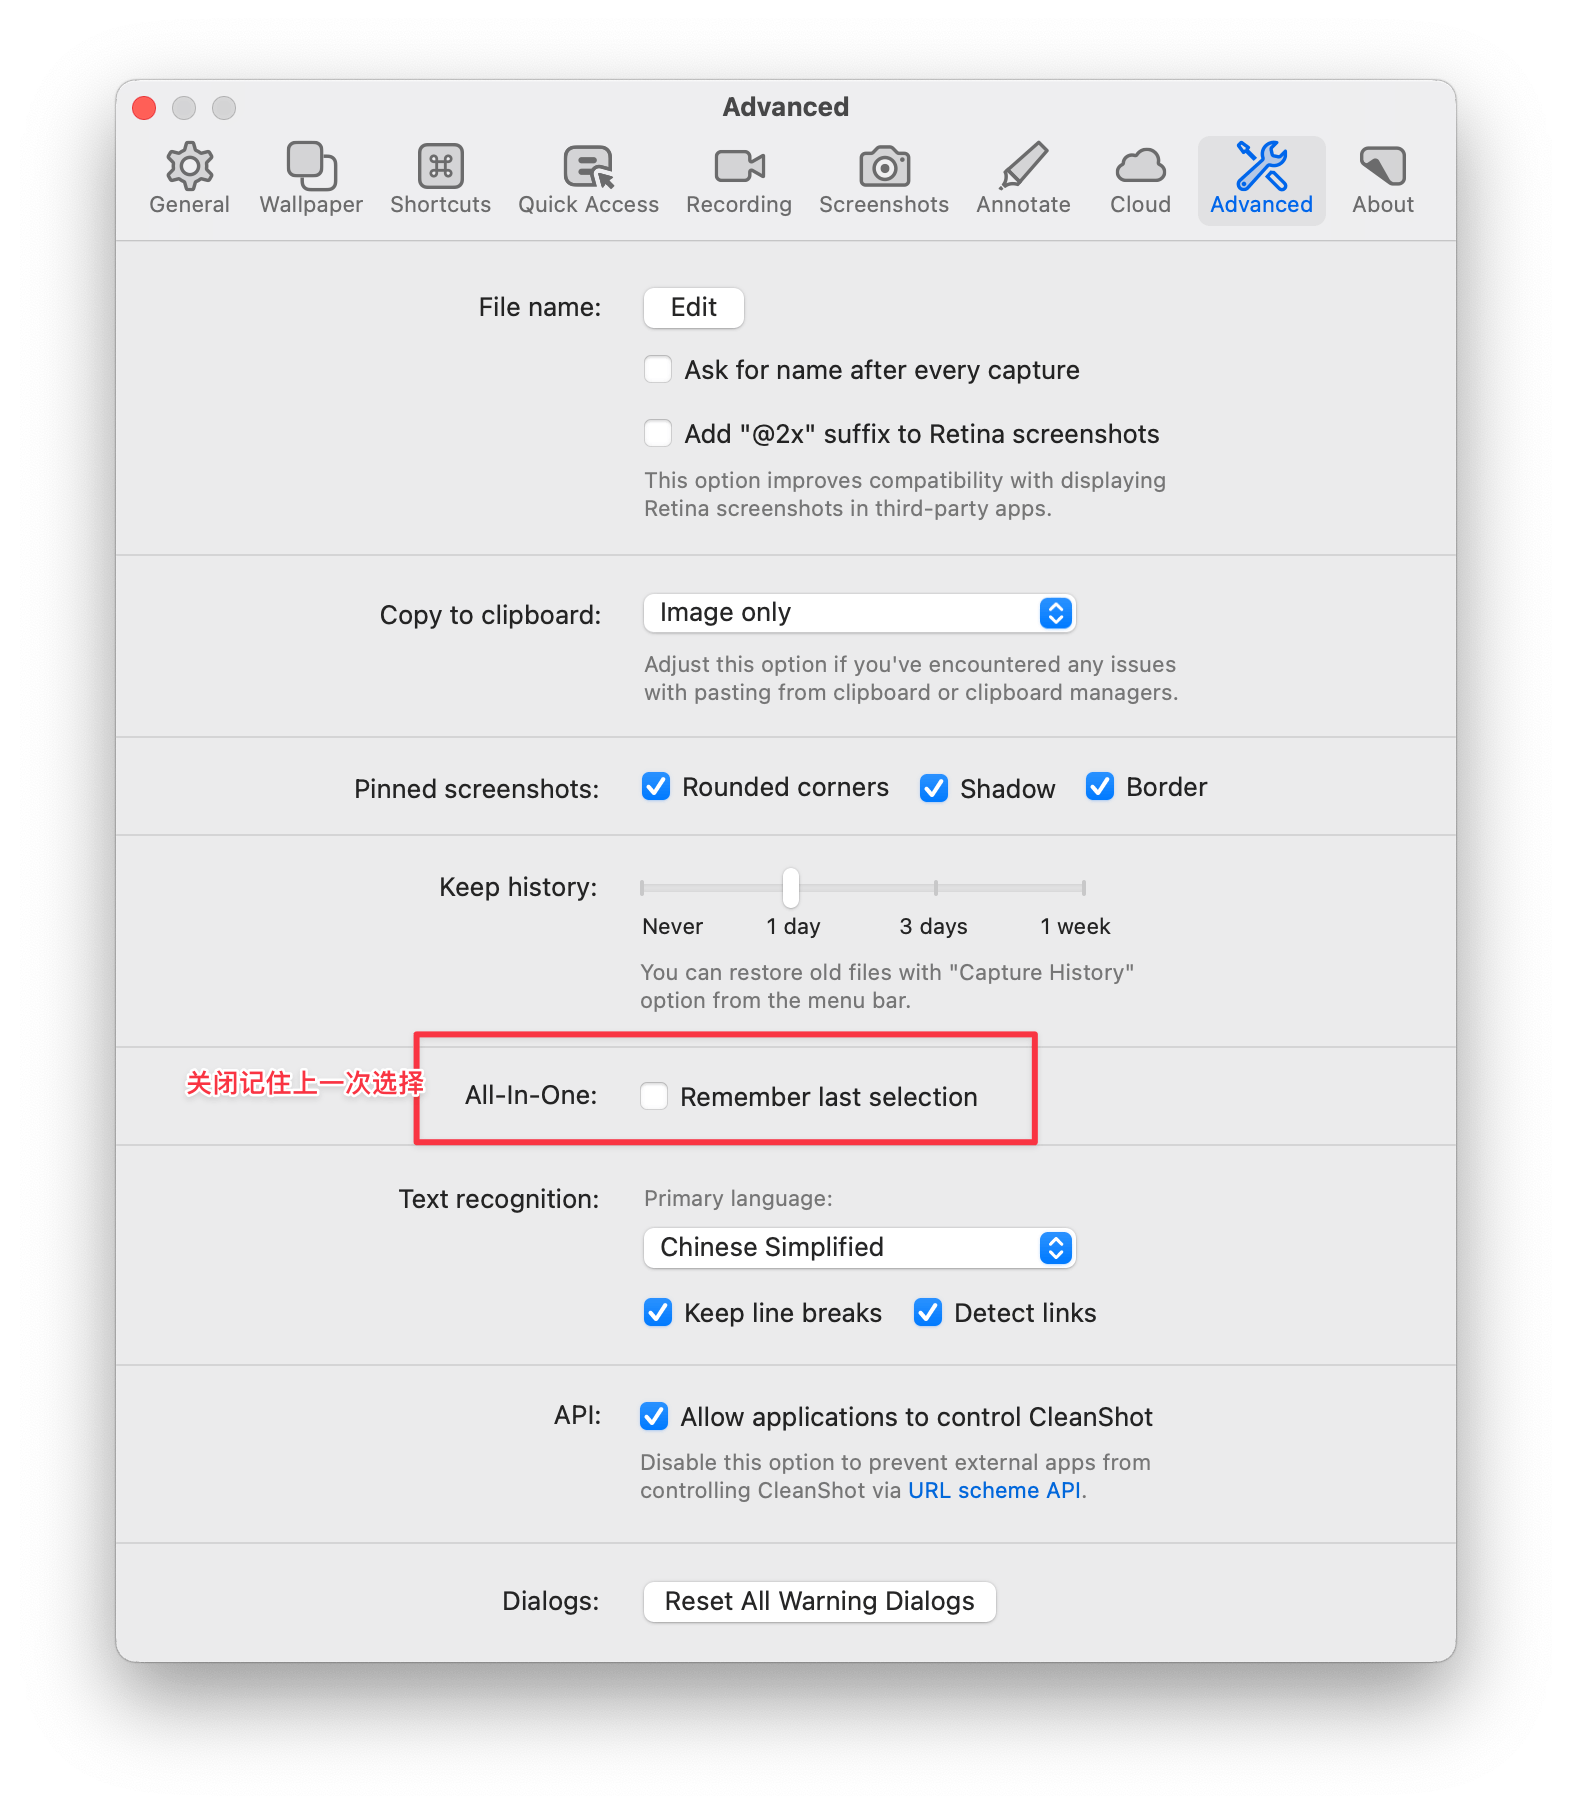 Advanced
General Wallpaper Shortcuts Quick Access Recording Screenshots Annotate Cloud Advanced About
File name: Edit
Ask for name after every capture
Add "@2x" suffix to Retina screenshots
This option improves compatibility with displaying
Retina screenshots in third-party apps.
Copy to clipboard: Image only
Adjust this option if you've encountered any issues
with pasting from clipboard or clipboard managers.
Pinned screenshots: Rounded corners Shadow Border
Keep history:
Never 1 day 3 days 1 week
You can restore old files with "Capture History"
option from the menu bar.
关闭记住上一次选择
All-In-One: Remember last selection
Text recognition: Primary language:
Chinese Simplified
Keep line breaks Detect links
API: Allow applications to control CleanShot
Disable this option to prevent external apps from
controlling CleanShot via URL scheme API.
Dialogs: Reset All Warning Dialogs